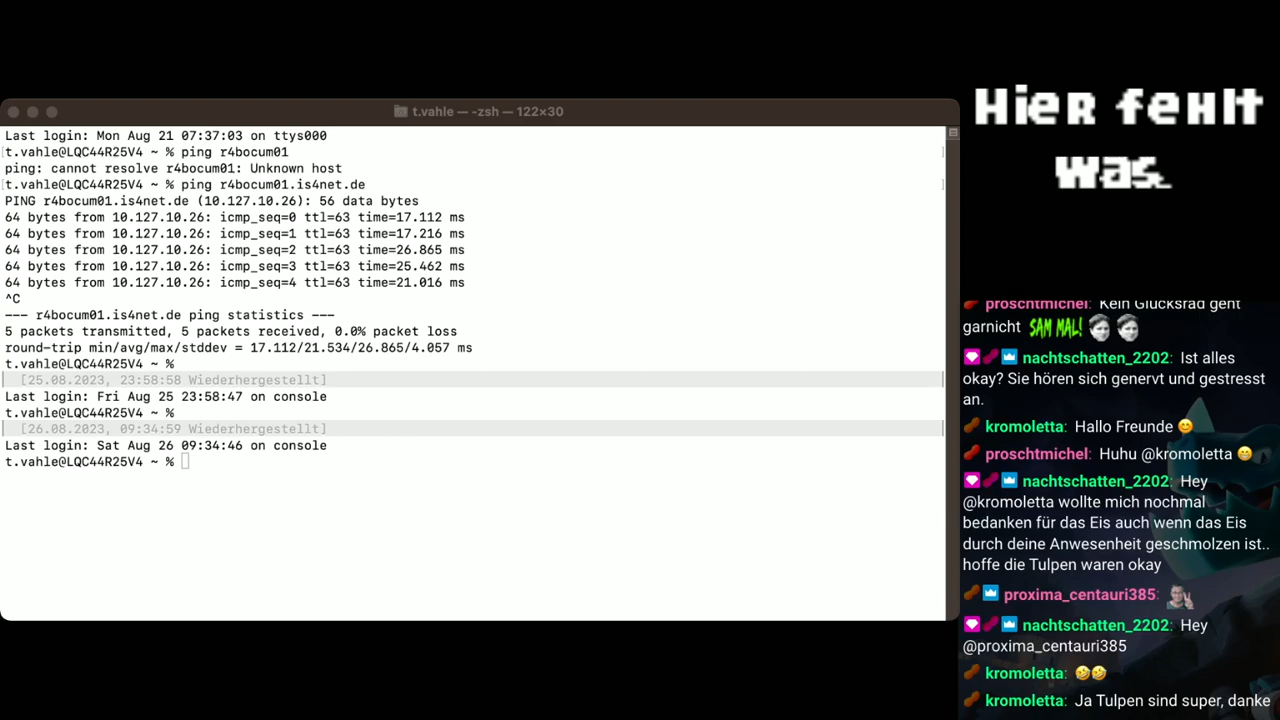 t.vahle — -zsh — 122×30
Last login: Mon Aug 21 07:37:03 on ttys000
t.vahle@LQC44R25V4 ~ % ping r4bocum01
ping: cannot resolve r4bocum01: Unknown host
t.vahle@LQC44R25V4 ~ % ping r4bocum01.is4net.de
PING r4bocum01.is4net.de (10.127.10.26): 56 data bytes
64 bytes from 10.127.10.26: icmp_seq=0 ttl=63 time=17.112 ms
64 bytes from 10.127.10.26: icmp_seq=1 ttl=63 time=17.216 ms
64 bytes from 10.127.10.26: icmp_seq=2 ttl=63 time=26.865 ms
64 bytes from 10.127.10.26: icmp_seq=3 ttl=63 time=25.462 ms
64 bytes from 10.127.10.26: icmp_seq=4 ttl=63 time=21.016 ms
^C
--- r4bocum01.is4net.de ping statistics ---
5 packets transmitted, 5 packets received, 0.0% packet loss
round-trip min/avg/max/stddev = 17.112/21.534/26.865/4.057 ms
t.vahle@LQC44R25V4 ~ %
[25.08.2023, 23:58:58 Wiederhergestellt]
Last login: Fri Aug 25 23:58:47 on console
t.vahle@LQC44R25V4 ~ %
[26.08.2023, 09:34:59 Wiederhergestellt]
Last login: Sat Aug 26 09:34:46 on console
t.vahle@LQC44R25V4 ~ %
Hier fehlt
was.
proschtmichel: Kein Glücksrad geht
garnicht SAM MAL!
nachtschatten_2202: Ist alles
okay? Sie hören sich genervt und gestresst
an.
kromoletta: Hallo Freunde 😊
proschtmichel: Huhu @kromoletta 😁
nachtschatten_2202: Hey
@kromoletta wollte mich nochmal
bedanken für das Eis auch wenn das Eis
durch deine Anwesenheit geschmolzen ist..
hoffe die Tulpen waren okay
proxima_centauri385:
nachtschatten_2202: Hey
@proxima_centauri385
kromoletta: 🤣🤣
kromoletta: Ja Tulpen sind super, danke